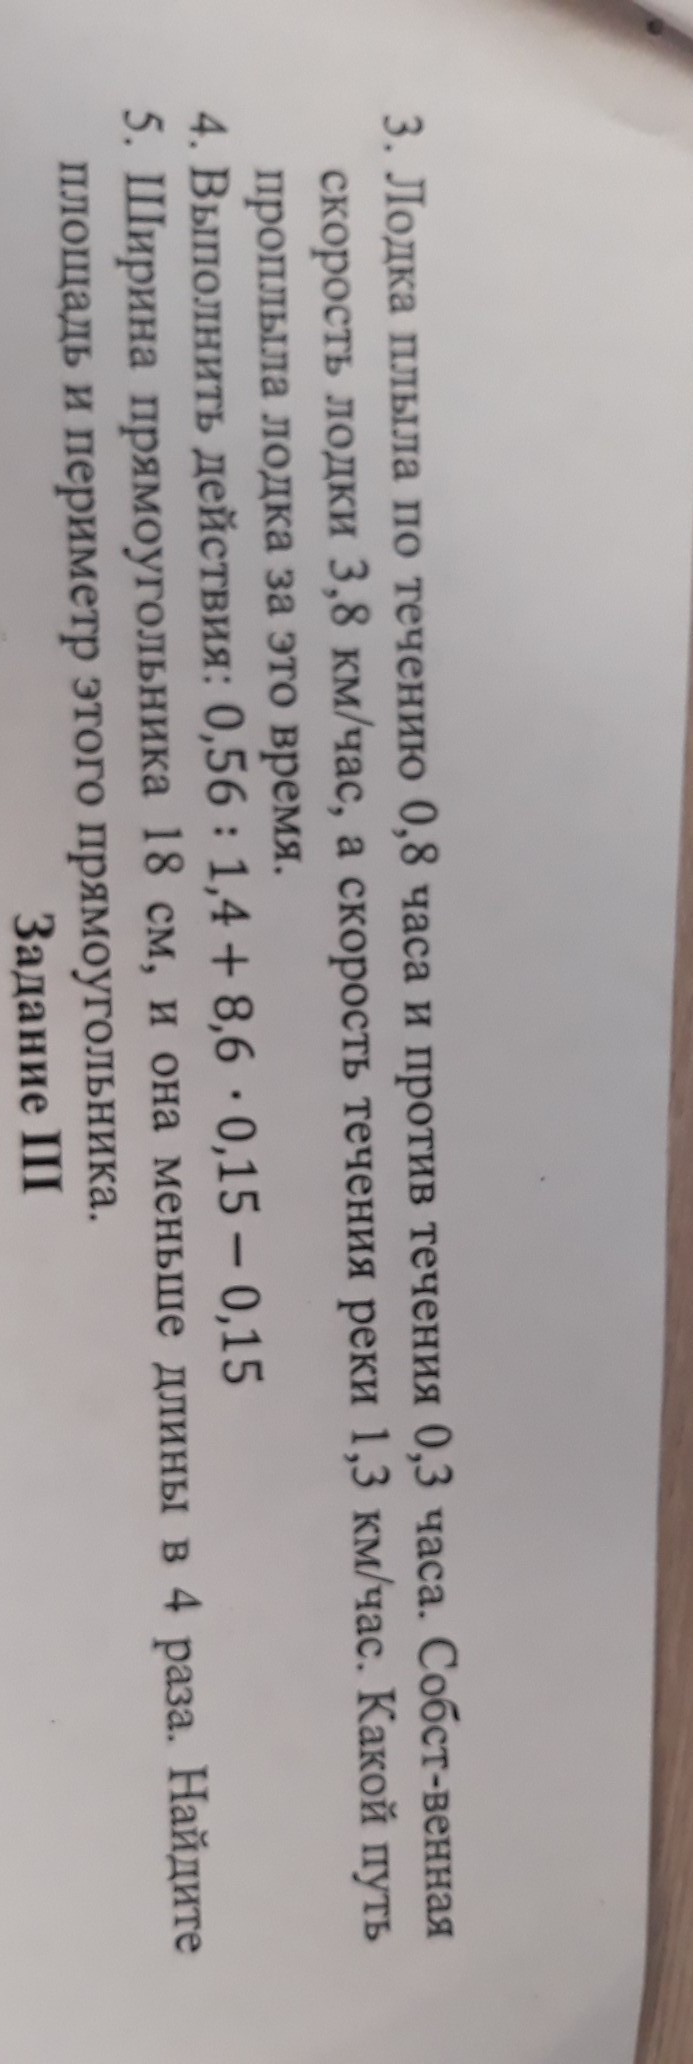 3. Лодка плыла по течению 0,8 часа и против течения 0,3 часа. Собст-венная
скорость лодки 3,8 км/час, а скорость течения реки 1,3 км/час. Какой путь
проплыла лодка за это время.
4. Выполнить действия: 0,56 : 1,4 + 8,6 · 0,15 − 0,15
5. Ширина прямоугольника 18 см, и она меньше длины в 4 раза. Найдите
площадь и периметр этого прямоугольника.
Задание III